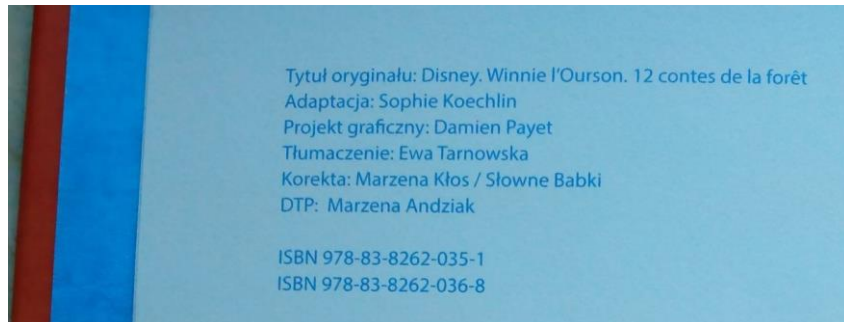 Tytuł oryginału: Disney. Winnie l'Ourson. 12 contes de la forêt
Adaptacja: Sophie Koechlin
Projekt graficzny: Damien Payet
Tłumaczenie: Ewa Tarnowska
Korekta: Marzena Kłos / Słowne Babki
DTP: Marzena Andziak
ISBN 978-83-8262-035-1
ISBN 978-83-8262-036-8